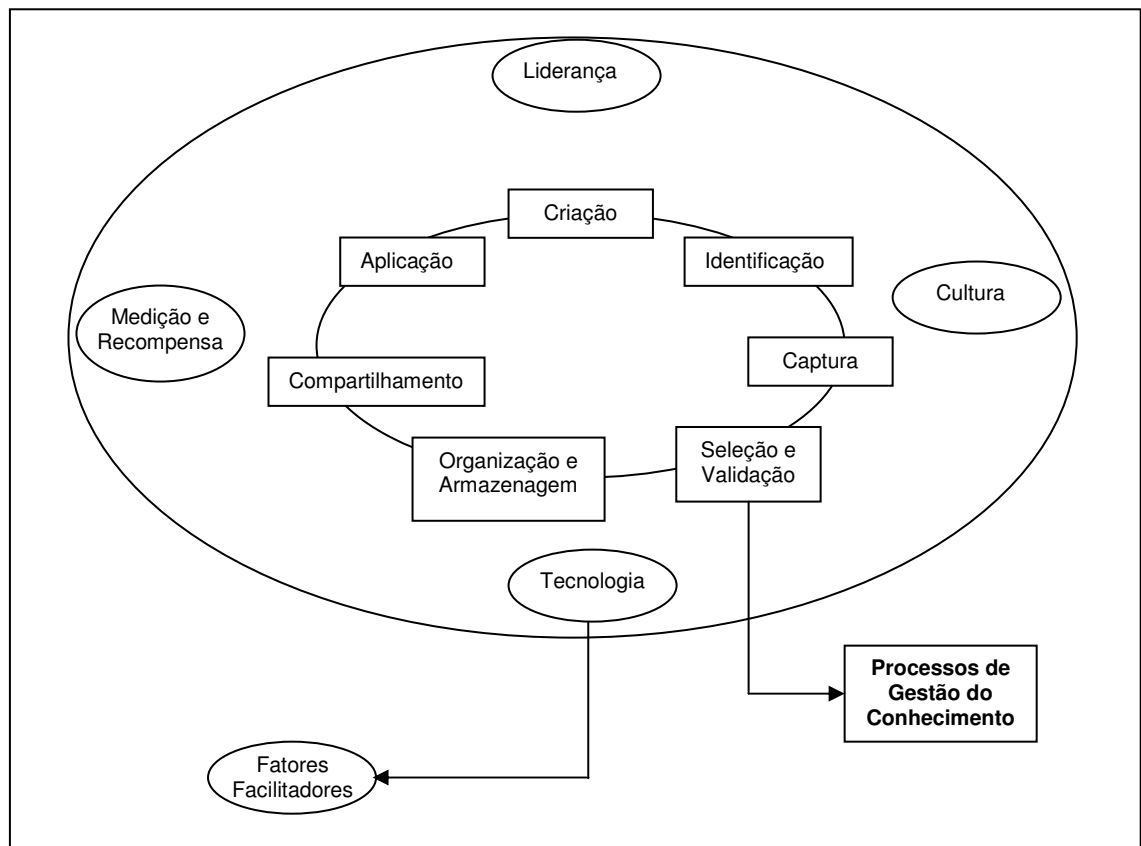 Liderança
Criação
Aplicação
Identificação
Cultura
Medição e
Recompensa
Captura
Compartilhamento
Seleção e
Validação
Organização e
Armazenagem
Tecnologia
Processos de
Gestão do
Conhecimento
Fatores
Facilitadores